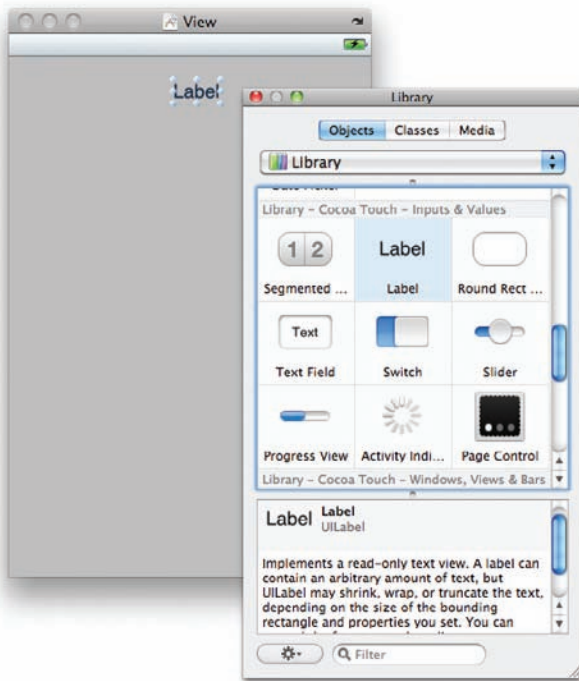 View
Label
Library
Objects Classes Media
Library
Library – Cocoa Touch – Inputs & Values
1 2
Label
Segmented ...
Label
Round Rect ...
Text
Text Field
Switch
Slider
Progress View
Activity Indi...
Page Control
Library – Cocoa Touch – Windows, Views & Bars
Label
Label
UILabel
Implements a read-only text view. A label can
contain an arbitrary amount of text, but
UILabel may shrink, wrap, or truncate the text,
depending on the size of the bounding
rectangle and properties you set. You can
Filter